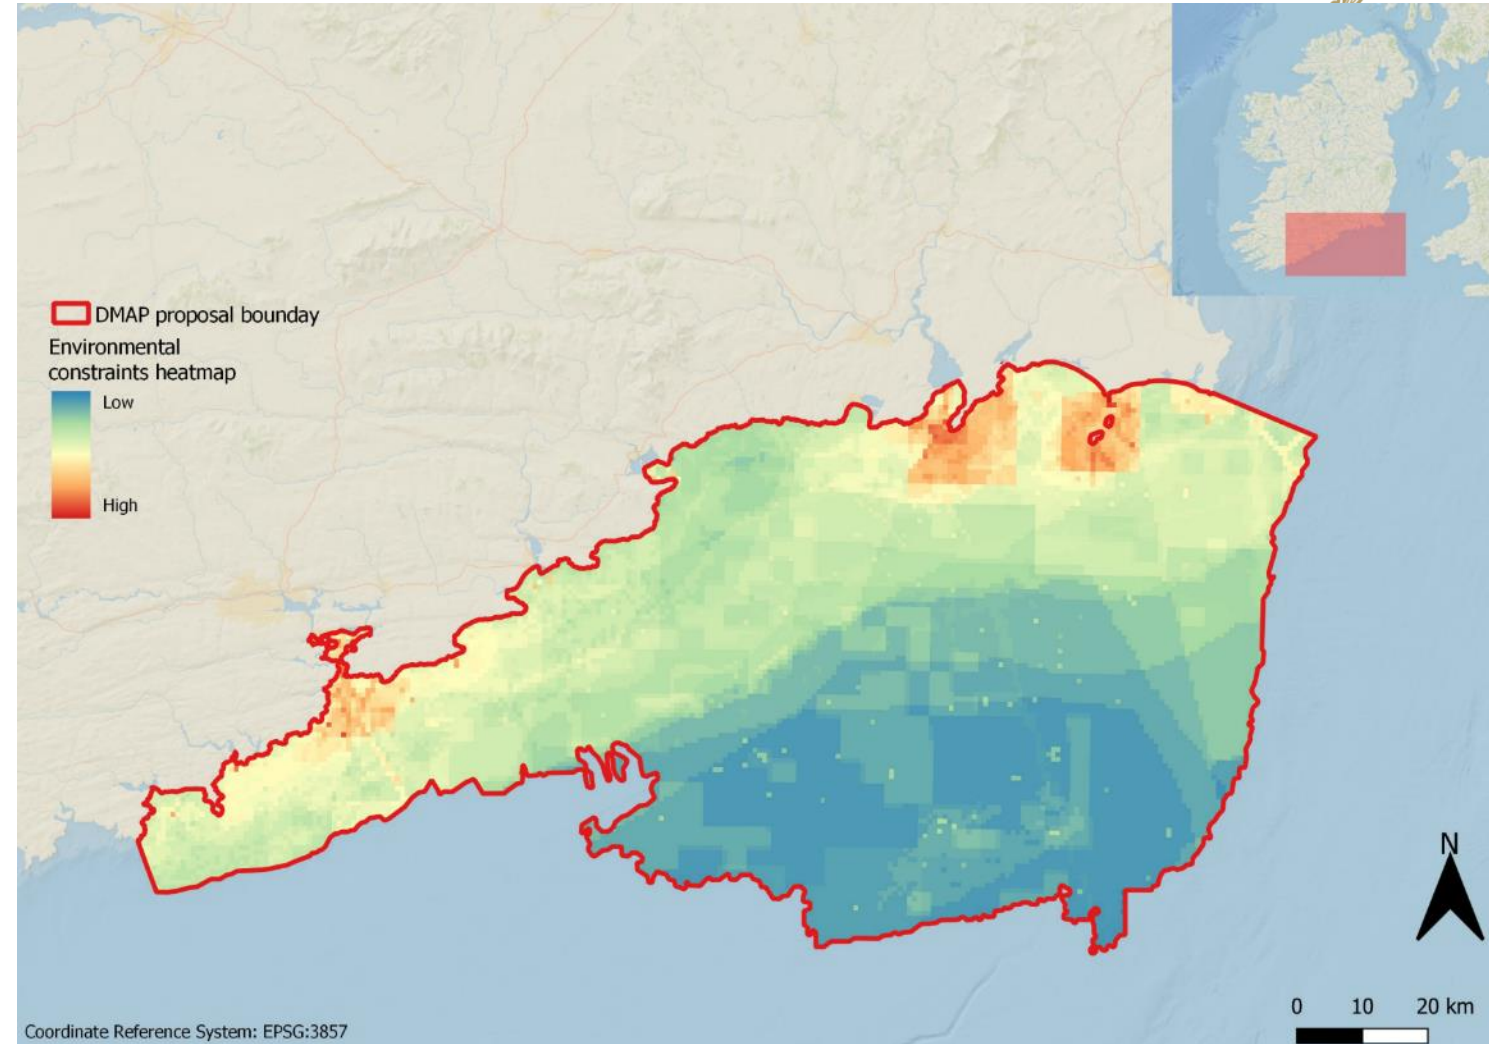 DMAP proposal bounday
Environmental
constraints heatmap
Low
High
N
0 10 20 km
Coordinate Reference System: EPSG:3857